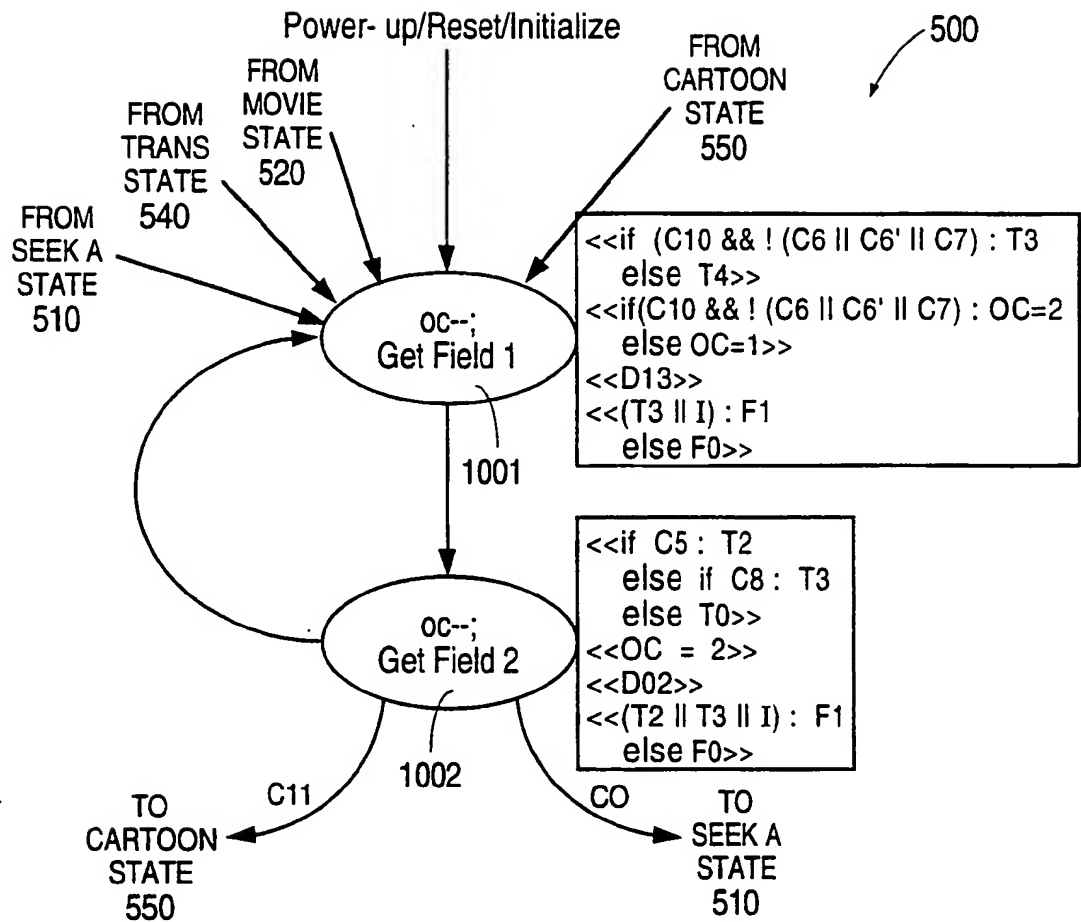 Power- up/Reset/Initialize
500
FROM
CARTOON
STATE
550
FROM
MOVIE
STATE
520
FROM
TRANS
STATE
540
FROM
SEEK A
STATE
510
oc--;
Get Field 1
1001
<<if (C10 && ! (C6 || C6' || C7) : T3
else T4>>
<<if(C10 && ! (C6 || C6' || C7) : OC=2
else OC=1>>
<<D13>>
<<(T3 || I) : F1
else F0>>
oc--;
Get Field 2
1002
<<if C5 : T2
else if C8 : T3
else T0>>
<<OC = 2>>
<<D02>>
<<(T2 || T3 || I) : F1
else F0>>
C11
TO
CARTOON
STATE
550
CO
TO
SEEK A
STATE
510